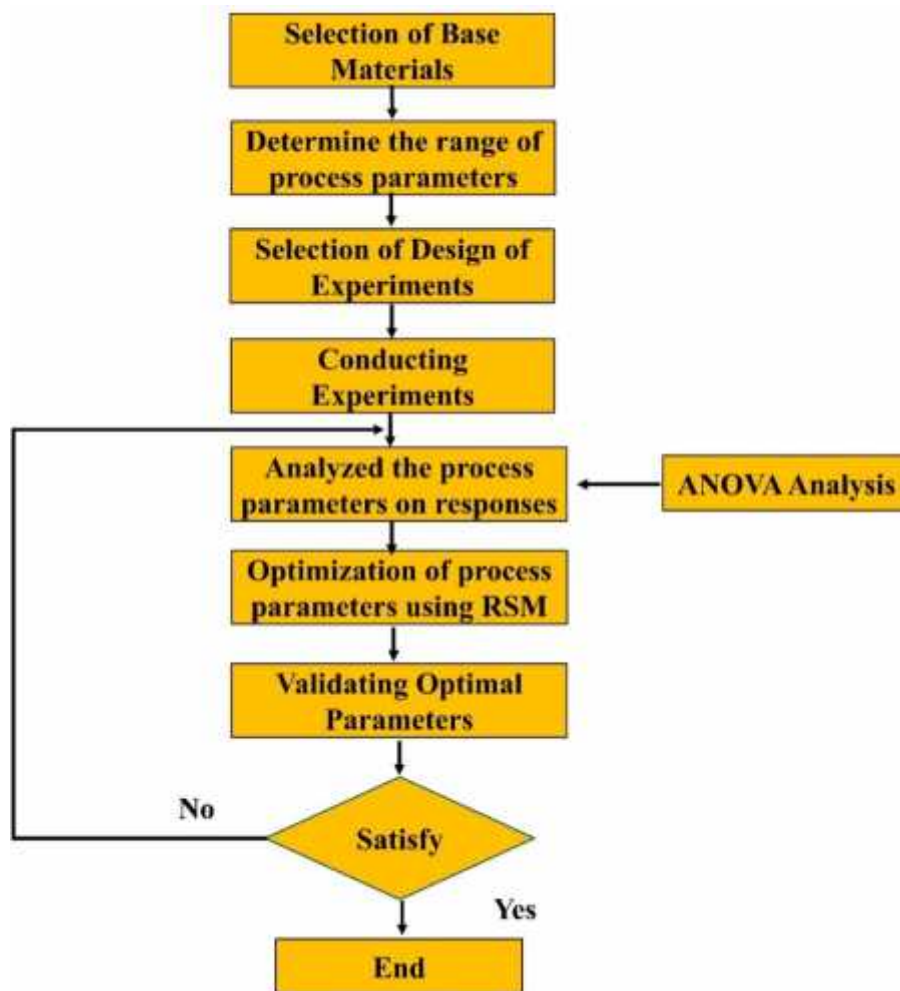 Selection of Base
Materials
Determine the range of
process parameters
Selection of Design of
Experiments
Conducting
Experiments
Analyzed the process
parameters on responses
ANOVA Analysis
Optimization of process
parameters using RSM
Validating Optimal
Parameters
No
Satisfy
Yes
End